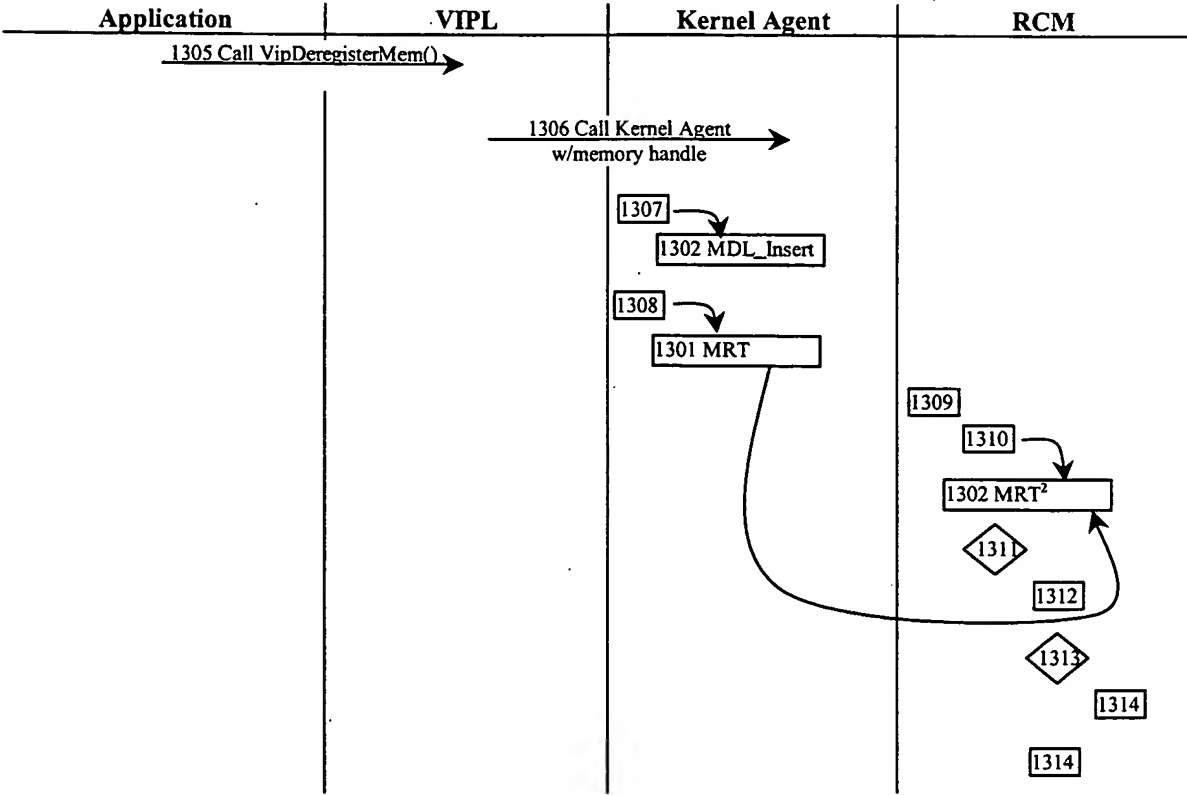 Application VIPL Kernel Agent RCM
1305 Call VipDeregisterMem()
1306 Call Kernel Agent
w/memory handle
1307
1302 MDL_Insert
1308
1301 MRT
1309
1310
1302 MRT²
1311
1312
1313
1314
1314